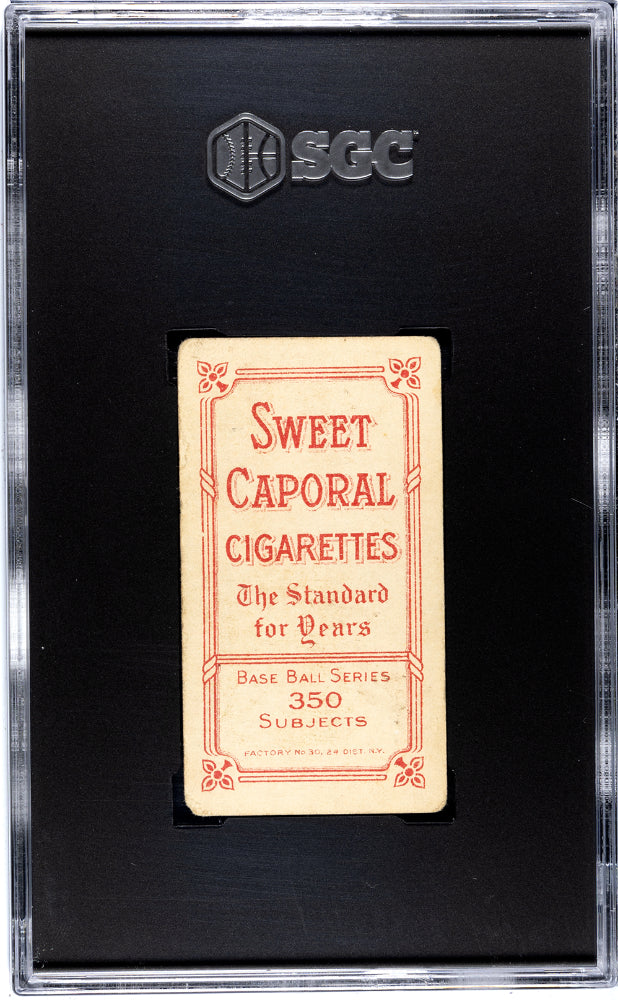 SGC
SWEET
CAPORAL
CIGARETTES
The Standard
for Years
BASE BALL SERIES
350
SUBJECTS
FACTORY No 30, 2d DIST. N.Y.